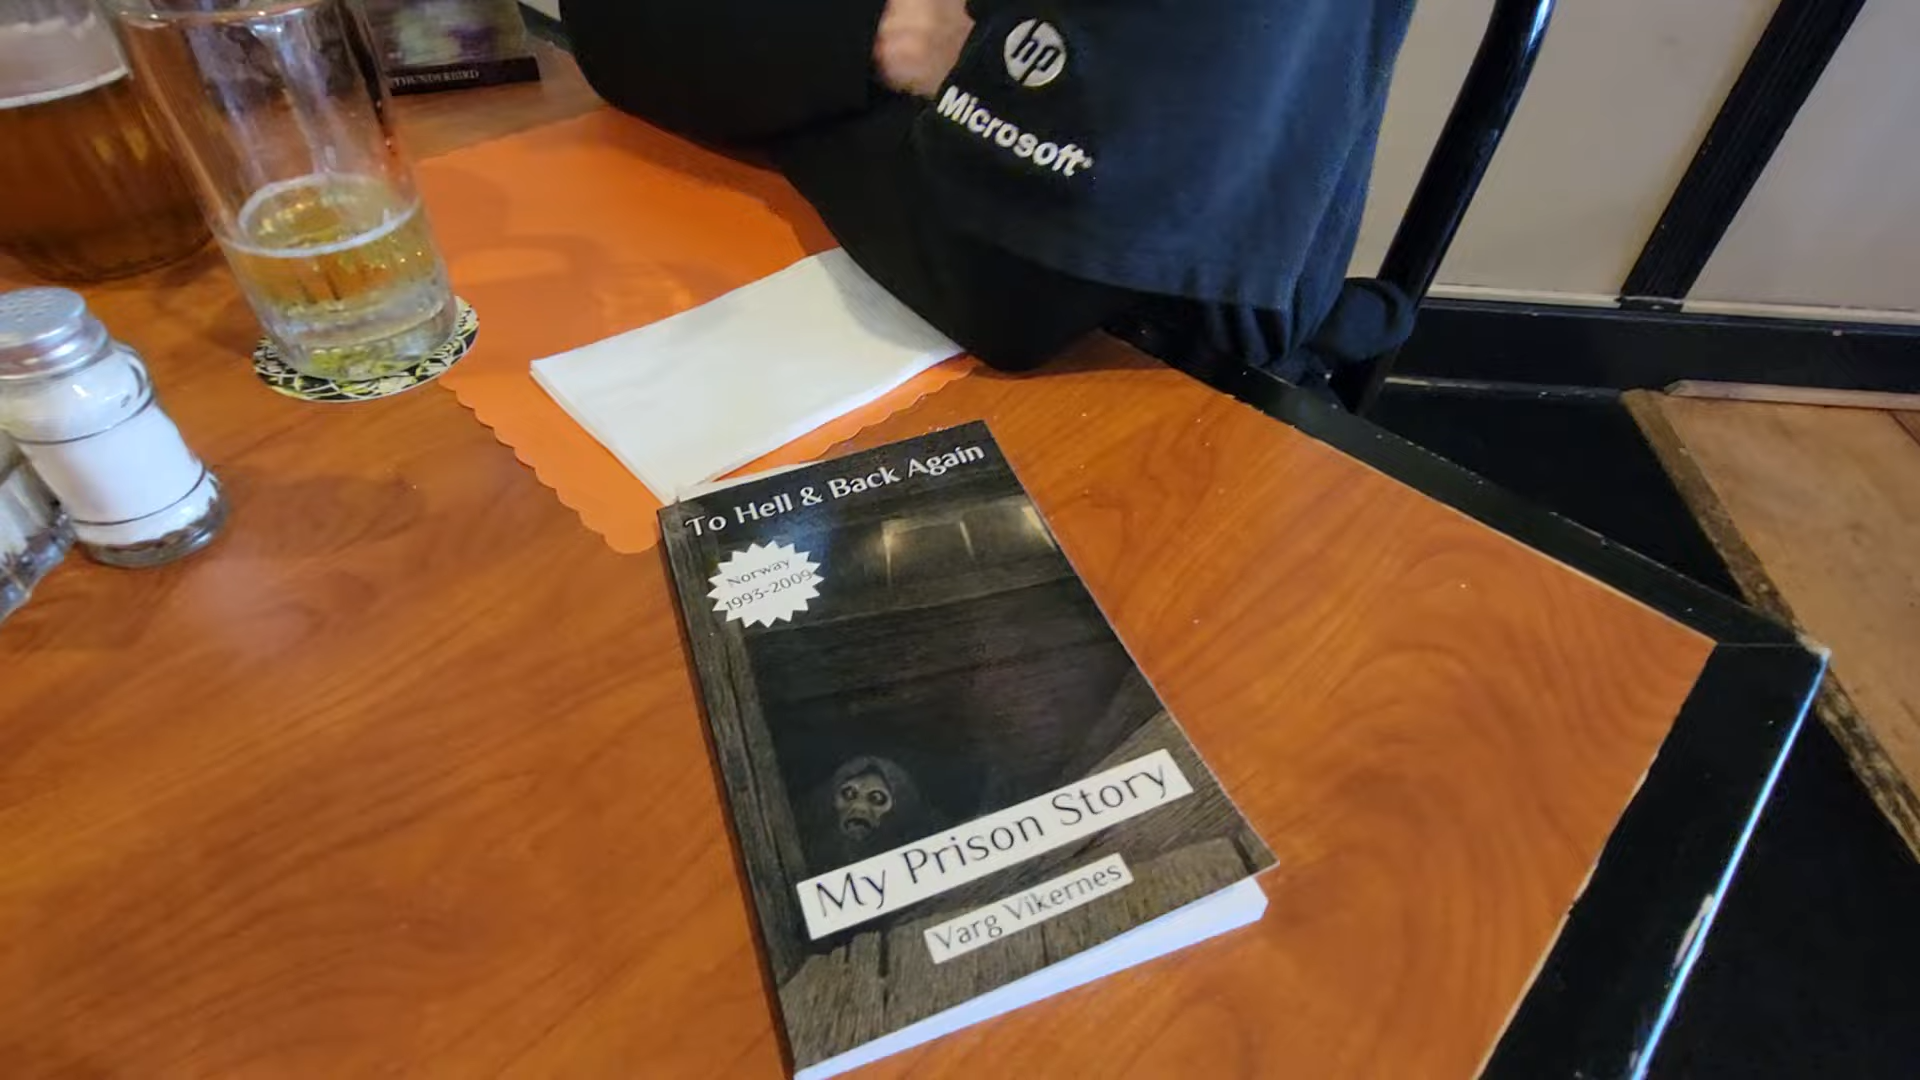 THUNDERBIRD
hp
Microsoft
To Hell & Back Again
Norway
1993-2009
My Prison Story
Varg Vikernes